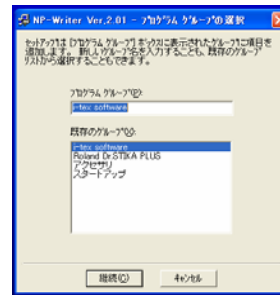 NP-Writer Ver.2.01 - ﾌﾟﾛｸﾞﾗﾑ ｸﾞﾙｰﾌﾟの選択
ｾｯﾄｱｯﾌﾟは [ﾌﾟﾛｸﾞﾗﾑ ｸﾞﾙｰﾌﾟ] ﾎﾞｯｸｽに表示されたｸﾞﾙｰﾌﾟに項目を
追加します。 新しいｸﾞﾙｰﾌﾟ名を入力することも、既存のｸﾞﾙｰﾌﾟ
ﾘｽﾄから選択することもできます。
ﾌﾟﾛｸﾞﾗﾑ ｸﾞﾙｰﾌﾟ(P):
i-tex software
既存のｸﾞﾙｰﾌﾟ(X):
i-tex software
Roland Dr.STIKA PLUS
アクセサリ
スタートアップ
継続(C)
ｷｬﾝｾﾙ